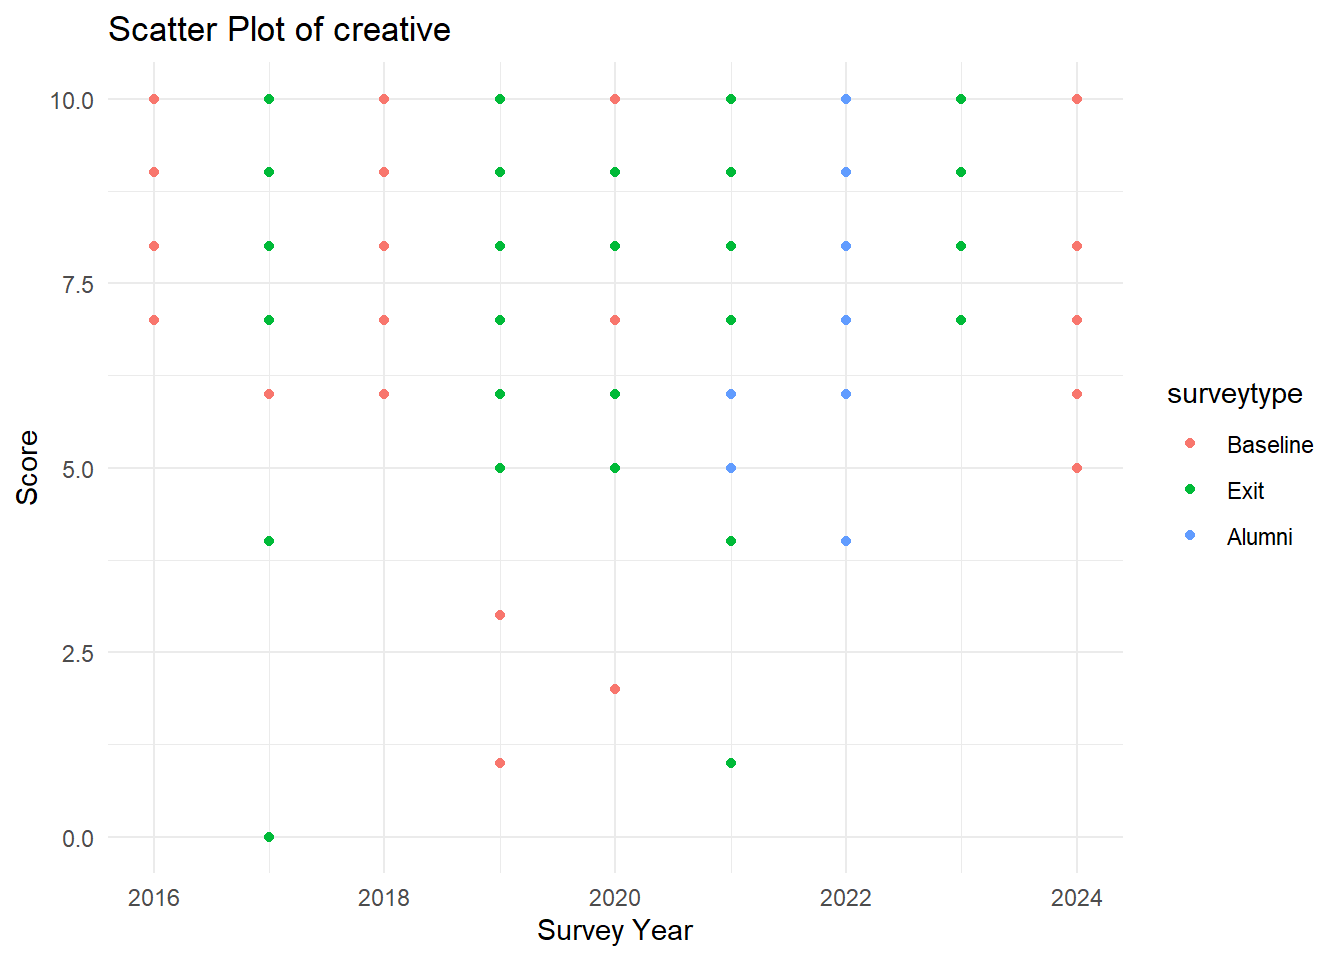 Scatter Plot of creative
10.0
7.5
5.0
2.5
0.0
Score
2016 2018 2020 2022 2024
Survey Year
surveytype
Baseline
Exit
Alumni